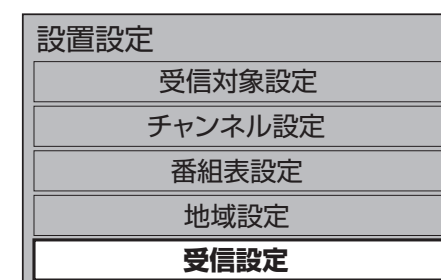 設置設定
受信対象設定
チャンネル設定
番組表設定
地域設定
受信設定